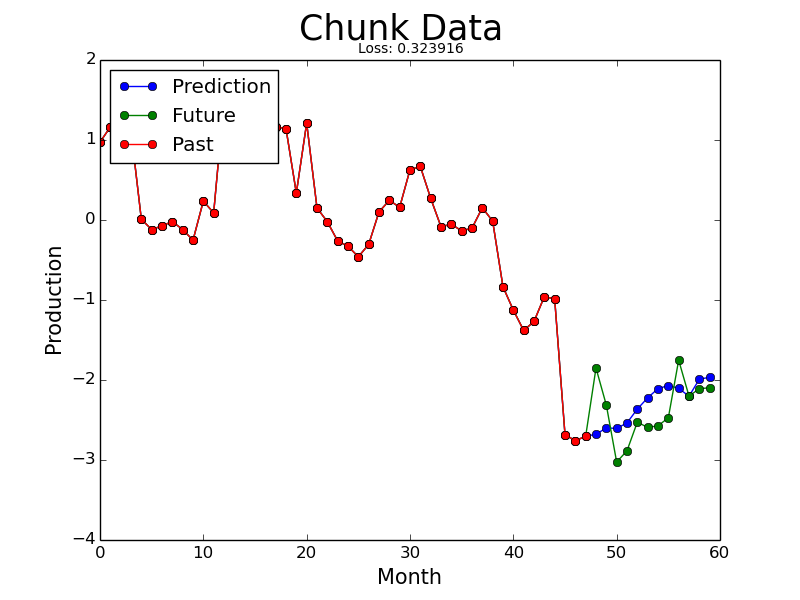 Chunk Data
Loss: 0.323916
Prediction
Future
Past
2
1
0
−1
−2
−3
−4
Production
0 10 20 30 40 50 60
Month